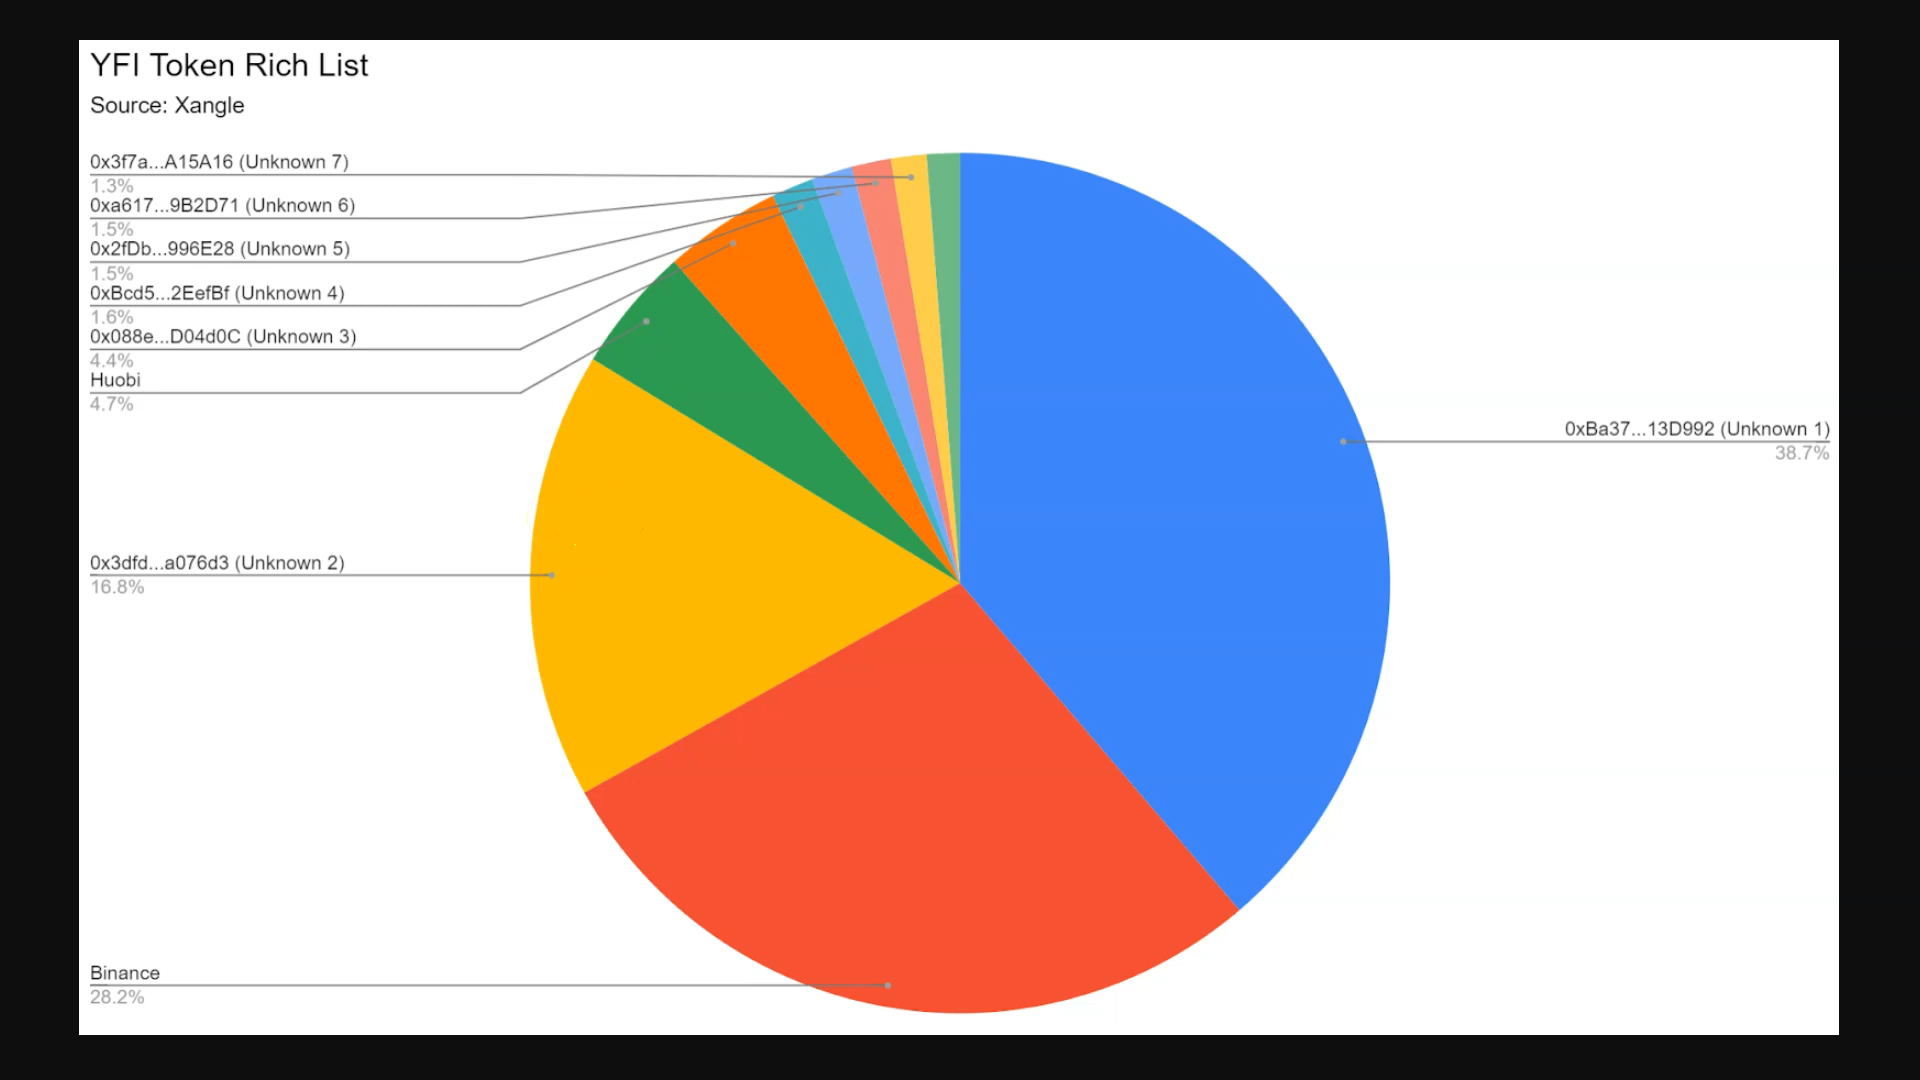 YFI Token Rich List
Source: Xangle
0x3f7a...A15A16 (Unknown 7)
1.3%
0xa617...9B2D71 (Unknown 6)
1.5%
0x2fDb...996E28 (Unknown 5)
1.5%
0xBcd5...2EefBf (Unknown 4)
1.6%
0x088e...D04d0C (Unknown 3)
4.4%
Huobi
4.7%
0xBa37...13D992 (Unknown 1)
38.7%
0x3dfd...a076d3 (Unknown 2)
16.8%
Binance
28.2%